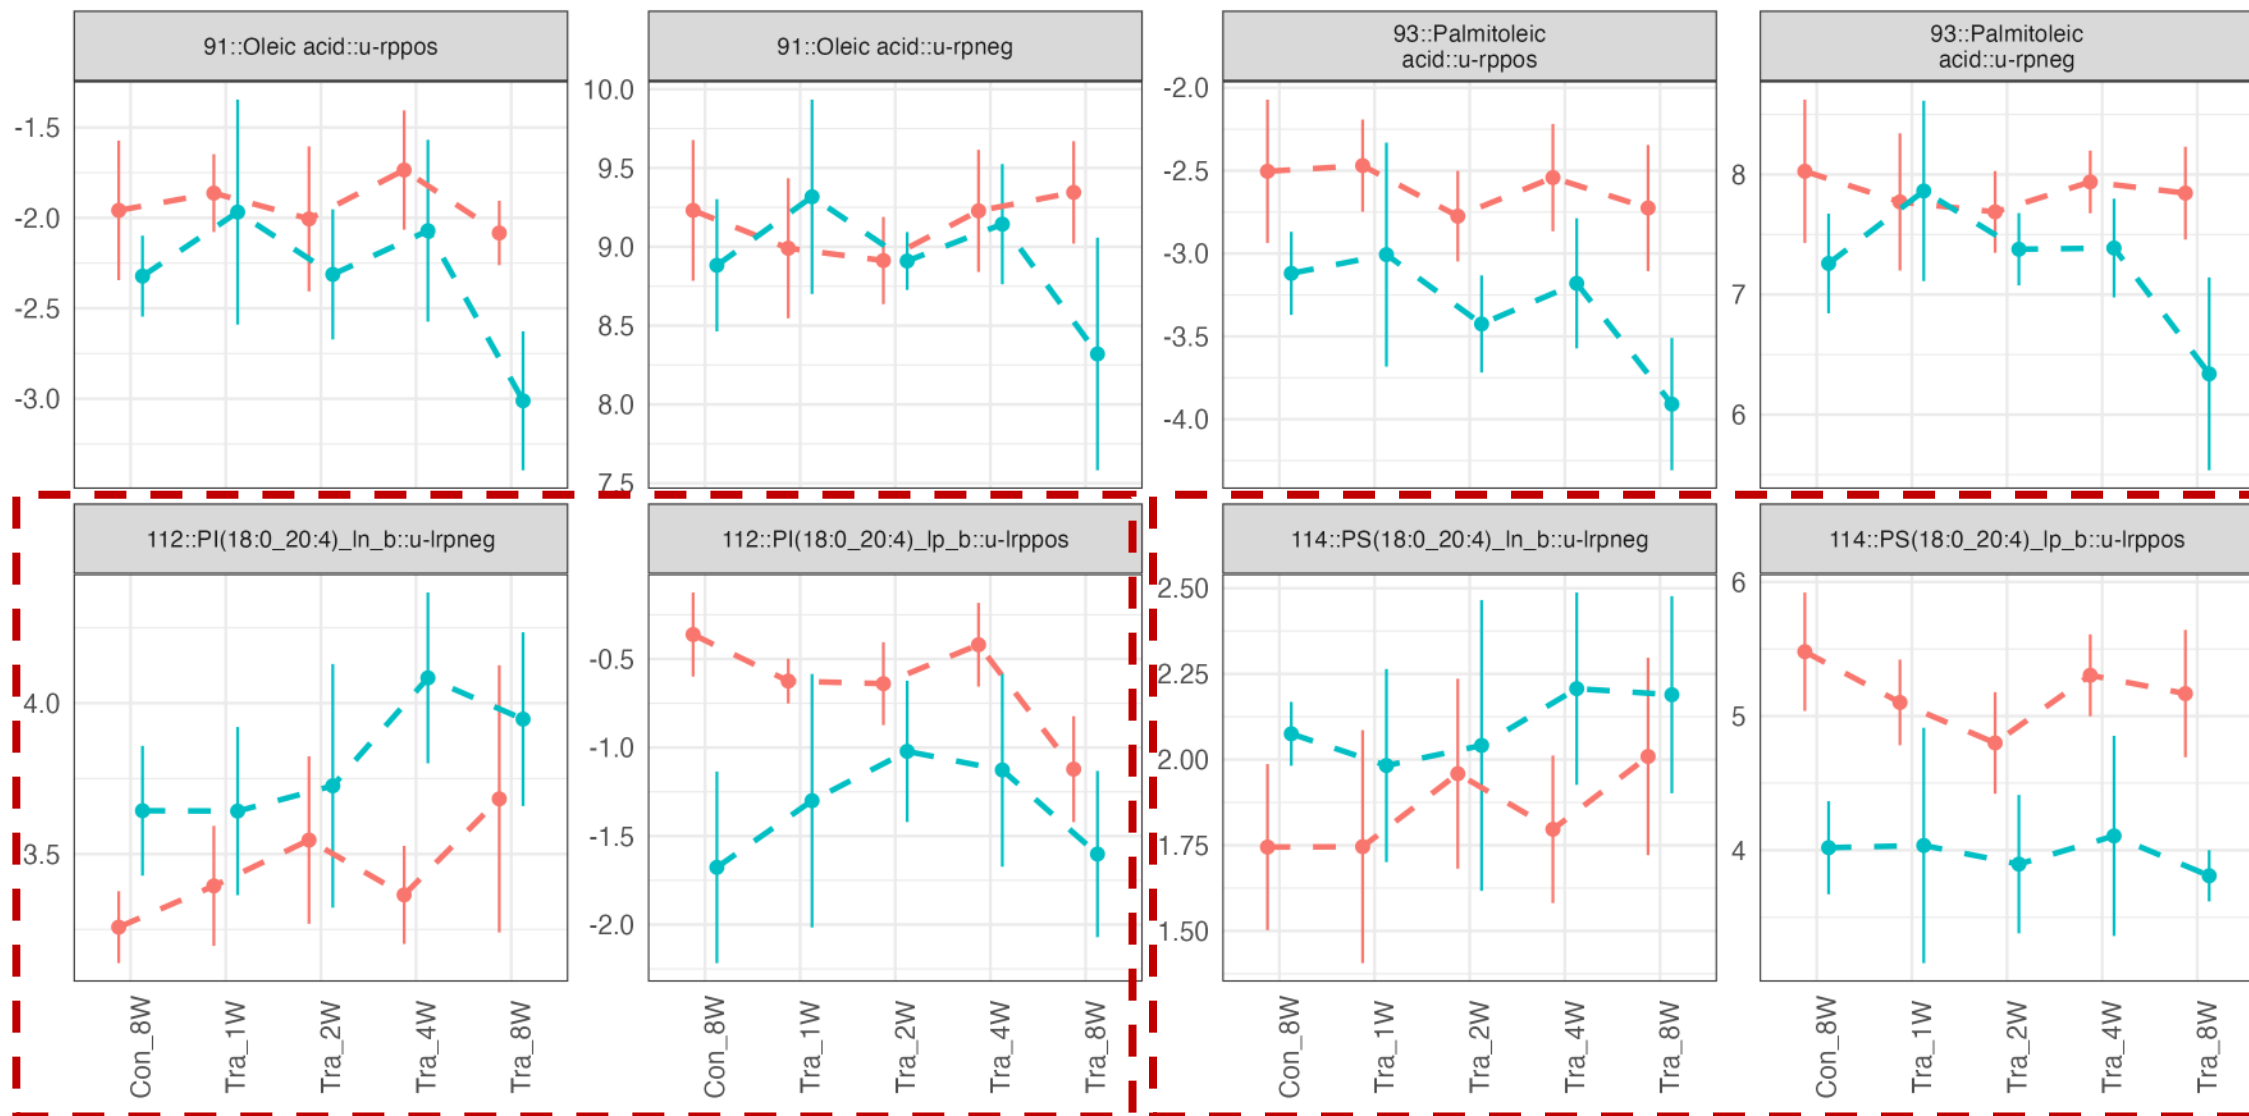 91::Oleic acid::u-rppos
91::Oleic acid::u-rpneg
93::Palmitoleic
acid::u-rppos
93::Palmitoleic
acid::u-rpneg
-1.5
-2.0
-2.5
-3.0
10.0
9.5
9.0
8.5
8.0
7.5
-2.0
-2.5
-3.0
-3.5
-4.0
8
7
6
112::PI(18:0_20:4)_ln_b::u-lrpneg
112::PI(18:0_20:4)_lp_b::u-lrppos
114::PS(18:0_20:4)_ln_b::u-lrpneg
114::PS(18:0_20:4)_lp_b::u-lrppos
4.0
3.5
-0.5
-1.0
-1.5
-2.0
2.50
2.25
2.00
1.75
1.50
6
5
4
Con_8W
Tra_1W
Tra_2W
Tra_4W
Tra_8W
Con_8W
Tra_1W
Tra_2W
Tra_4W
Tra_8W
Con_8W
Tra_1W
Tra_2W
Tra_4W
Tra_8W
Con_8W
Tra_1W
Tra_2W
Tra_4W
Tra_8W